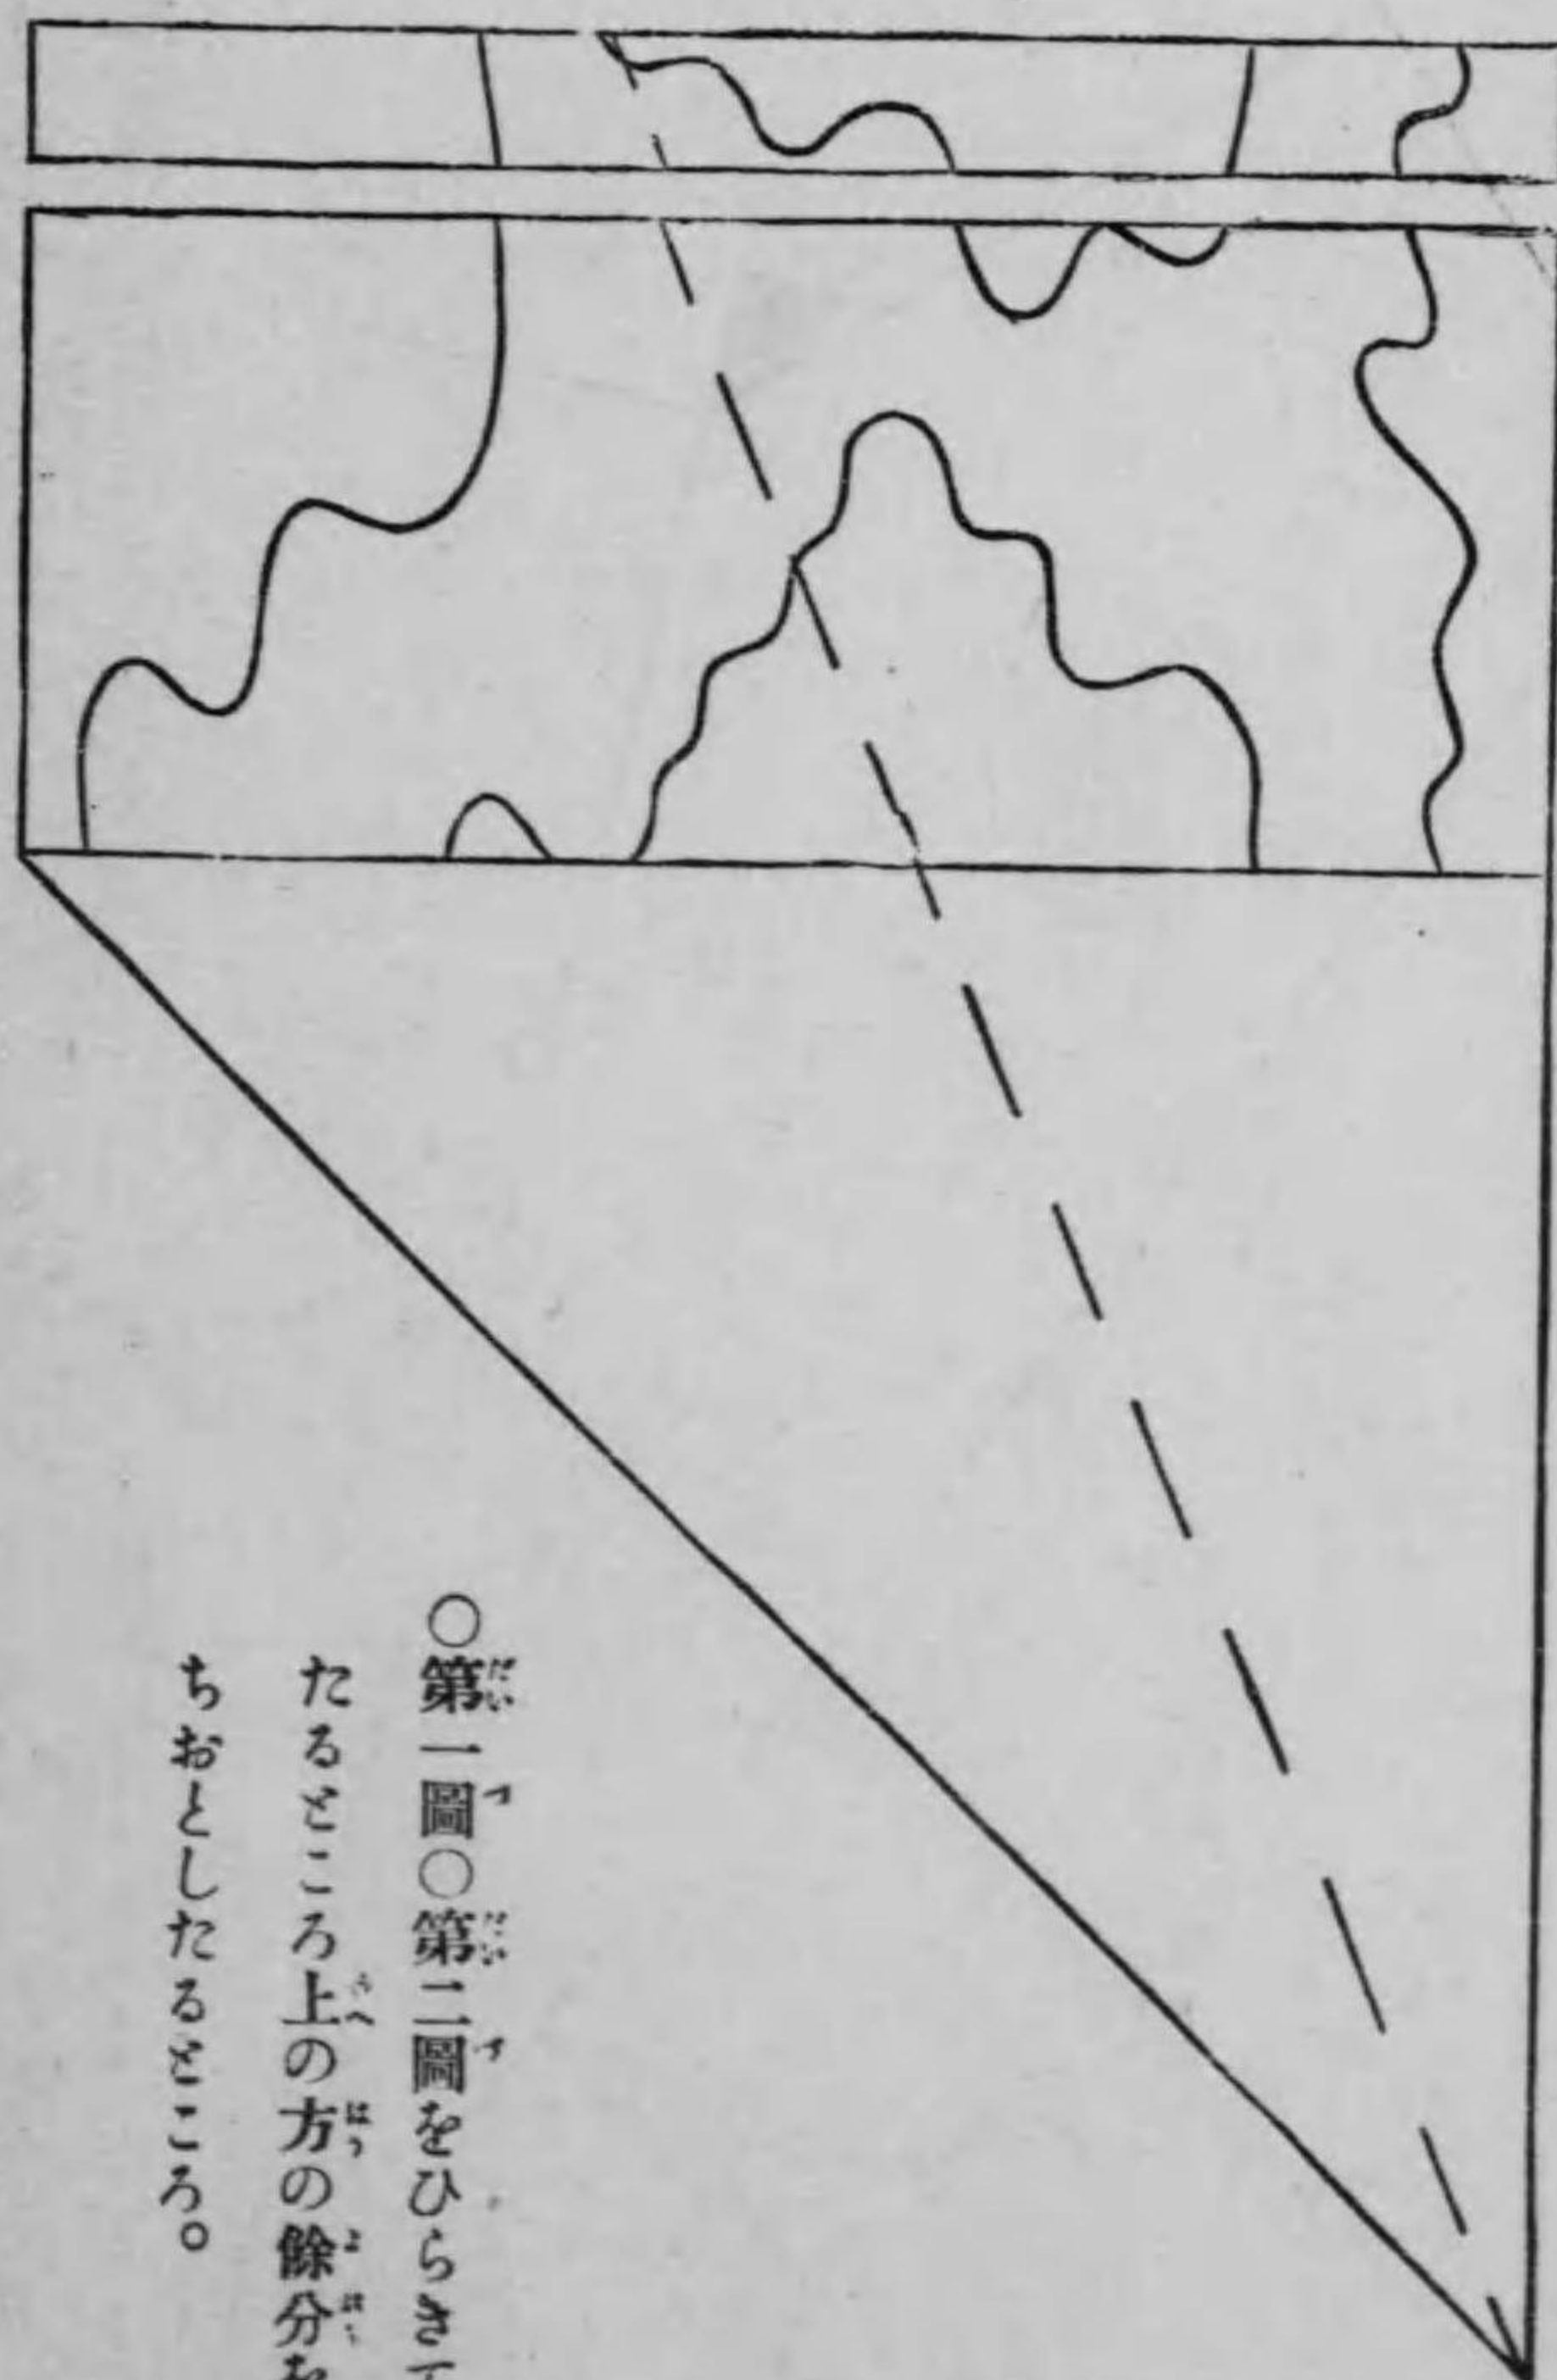 ○第一圖○第二圖をひらきて
たるところ上の方の餘分を
ちおとしたるところ。